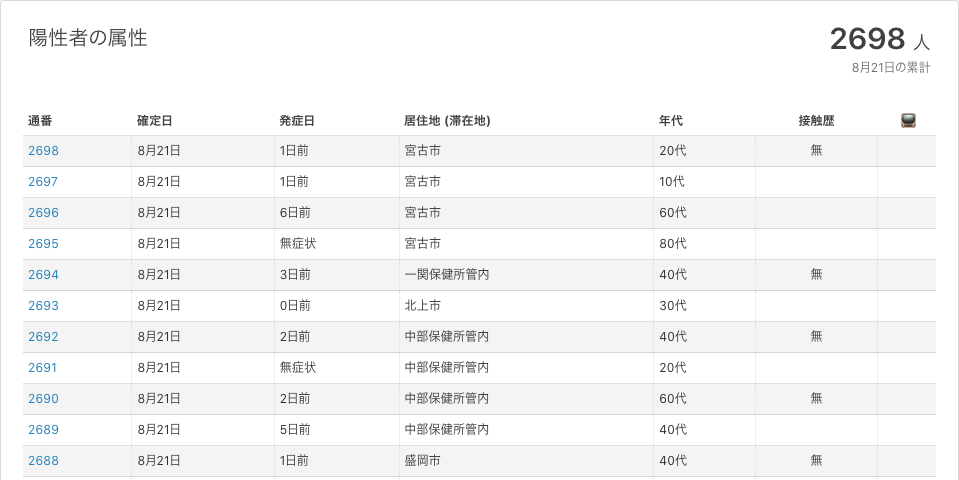 陽性者の属性
2698 人
8月21日の累計
通番 確定日 発症日 居住地 (滞在地) 年代 接触歴
2698 8月21日 1日前 宮古市 20代 無
2697 8月21日 1日前 宮古市 10代
2696 8月21日 6日前 宮古市 60代
2695 8月21日 無症状 宮古市 80代
2694 8月21日 3日前 一関保健所管内 40代 無
2693 8月21日 0日前 北上市 30代
2692 8月21日 2日前 中部保健所管内 40代 無
2691 8月21日 無症状 中部保健所管内 20代
2690 8月21日 2日前 中部保健所管内 60代 無
2689 8月21日 5日前 中部保健所管内 40代
2688 8月21日 1日前 盛岡市 40代 無